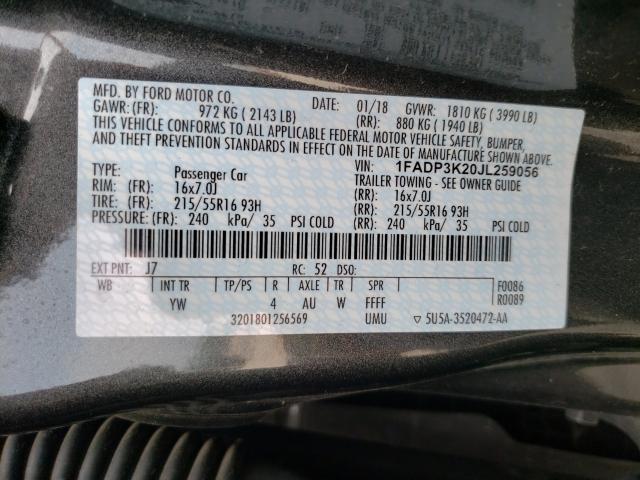 MFD. BY FORD MOTOR CO. DATE: 01/18 GVWR: 1810 KG ( 3990 LB)
GAWR: (FR): 972 KG ( 2143 LB) (RR): 880 KG ( 1940 LB)
THIS VEHICLE CONFORMS TO ALL APPLICABLE FEDERAL MOTOR VEHICLE SAFETY, BUMPER,
AND THEFT PREVENTION STANDARDS IN EFFECT ON THE DATE OF MANUFACTURE SHOWN ABOVE.
VIN: 1FADP3K20JL259056
TYPE: Passenger Car TRAILER TOWING - SEE OWNER GUIDE
RIM: (FR): 16x7.0J (RR): 16x7.0J
TIRE: (FR): 215/55R16 93H (RR): 215/55R16 93H
PRESSURE: (FR): 240 kPa/ 35 PSI COLD (RR): 240 kPa/ 35 PSI COLD
EXT PNT: J7 RC: 52 DSO:
WB INT TR TP/PS R AXLE TR SPR F0086
YW 4 AU W FFFF R0089
3201801256569 UMU ▽ 5U5A-3520472-AA